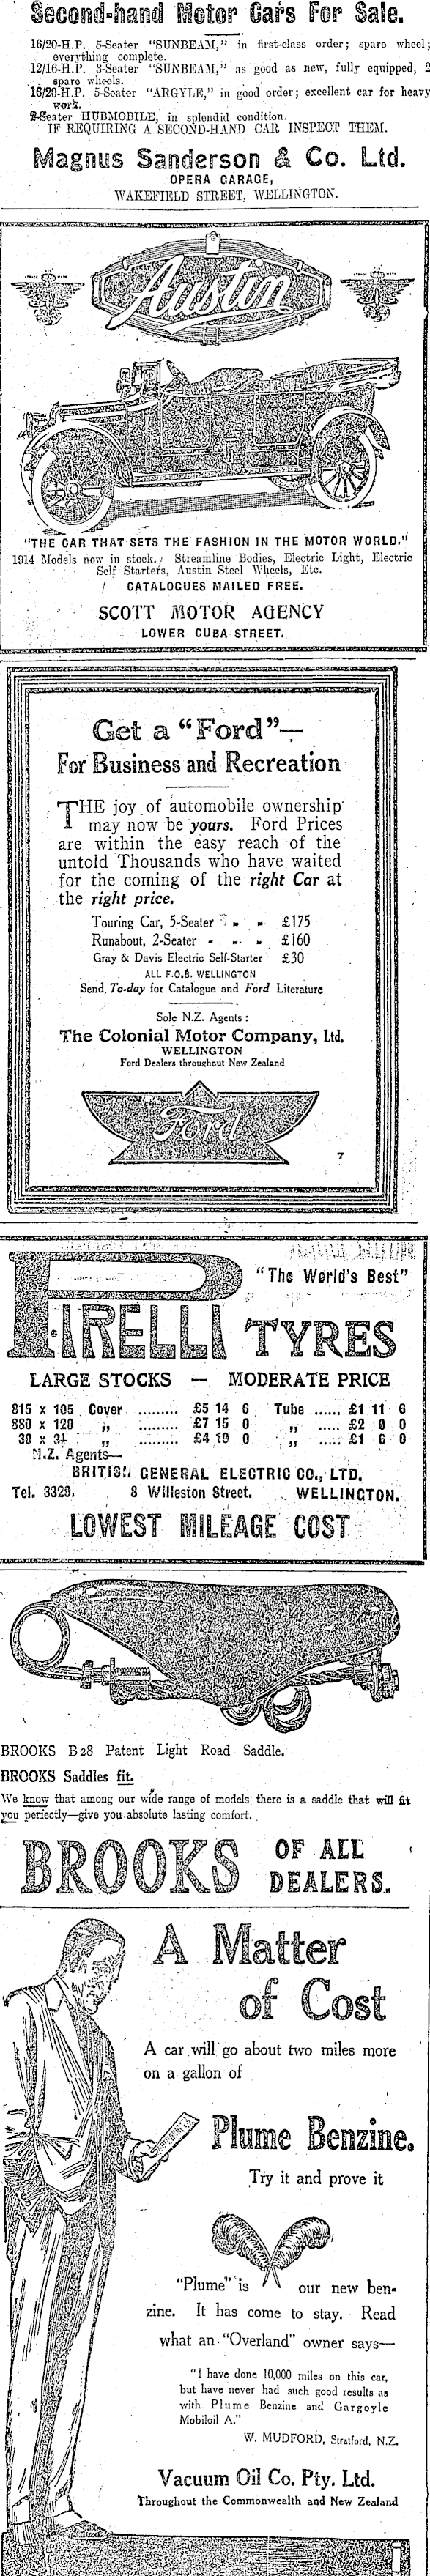 Second-hand Motor Cars For Sale.
16/20-H.P. 5-Seater "SUNBEAM," in first-class order; spare wheel;
everything complete.
12/16-H.P. 3-Seater "SUNBEAM," as good as new, fully equipped, 2
spare wheels.
16/20-H.P. 5-Seater "ARGYLE," in good order; excellent car for heavy
work.
2-Seater HUBMOBILE, in splendid condition.
IF REQUIRING A SECOND-HAND CAR INSPECT THEM.
Magnus Sanderson & Co. Ltd.
OPERA GARAGE,
WAKEFIELD STREET, WELLINGTON.
Austin
"THE CAR THAT SETS THE FASHION IN THE MOTOR WORLD."
1914 Models now in stock. Streamline Bodies, Electric Light, Electric
Self Starters, Austin Steel Wheels, Etc.
CATALOGUES MAILED FREE.
SCOTT MOTOR AGENCY
LOWER CUBA STREET.
Get a "Ford"—
For Business and Recreation
THE joy of automobile ownership
may now be yours. Ford Prices
are within the easy reach of the
untold Thousands who have waited
for the coming of the right Car at
the right price.
Touring Car, 5-Seater - - £175
Runabout, 2-Seater - - - £160
Gray & Davis Electric Self-Starter £30
ALL F.O.B. WELLINGTON
Send To-day for Catalogue and Ford Literature
Sole N.Z. Agents:
The Colonial Motor Company, Ltd.
WELLINGTON
Ford Dealers throughout New Zealand
Ford
7
"The World's Best"
PIRELLI TYRES
LARGE STOCKS — MODERATE PRICE
815 x 105 Cover ......... £5 14 6 Tube ...... £1 11 6
880 x 120 „ ......... £7 15 0 „ ..... £2 0 0
30 x 3½ „ ......... £4 19 0 „ ..... £1 6 0
N.Z. Agents—
BRITISH GENERAL ELECTRIC CO., LTD.
Tel. 3329. 8 Willeston Street. WELLINGTON.
LOWEST MILEAGE COST
BROOKS B28 Patent Light Road Saddle.
BROOKS Saddles fit.
We know that among our wide range of models there is a saddle that will fit
you perfectly—give you absolute lasting comfort.
BROOKS OF ALL
DEALERS.
A Matter
of Cost
A car will go about two miles more
on a gallon of
Plume Benzine.
Try it and prove it
"Plume" is our new ben-
zine. It has come to stay. Read
what an "Overland" owner says—
"I have done 10,000 miles on this car,
but have never had such good results as
with Plume Benzine and Gargoyle
Mobiloil A."
W. MUDFORD, Stratford, N.Z.
Vacuum Oil Co. Pty. Ltd.
Throughout the Commonwealth and New Zealand